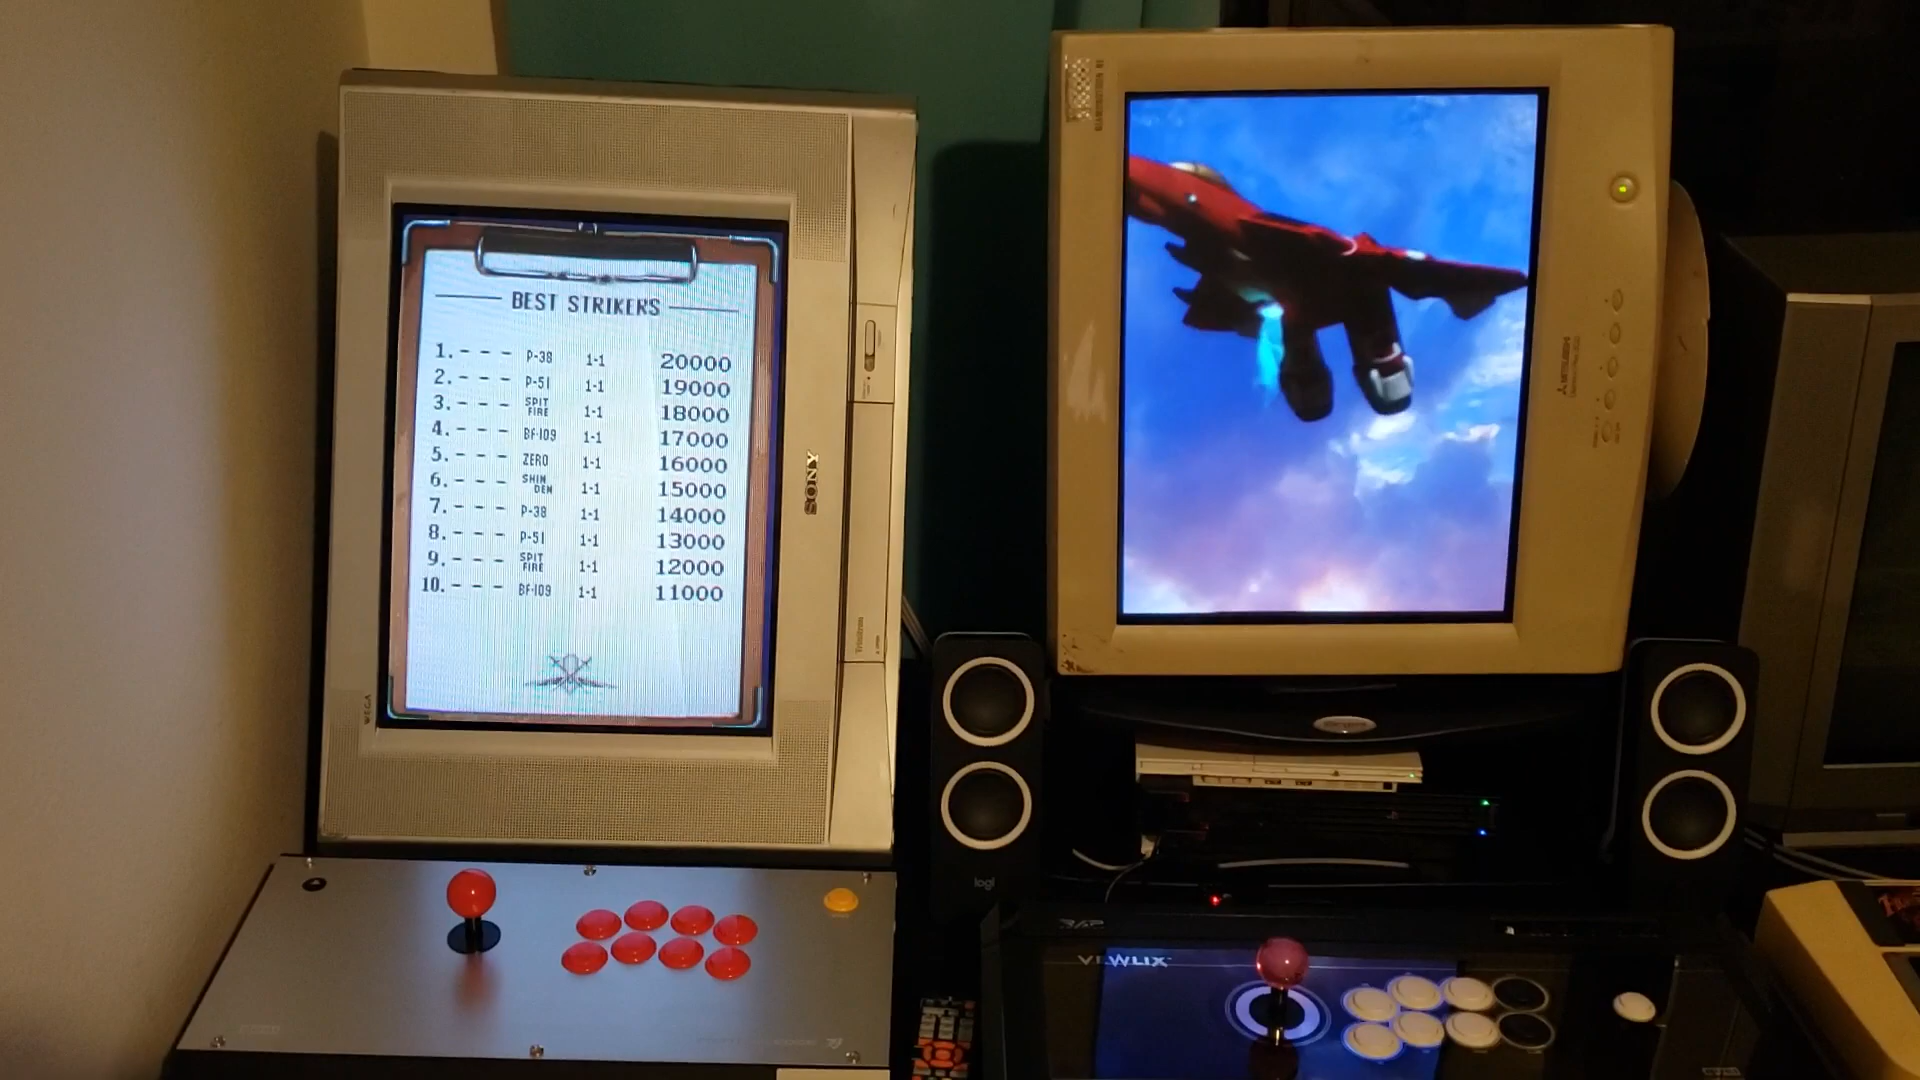 BEST STRIKERS
1. - - - P-38 1-1 20000
2. - - - P-51 1-1 19000
3. - - - SPIT FIRE 1-1 18000
4. - - - BF-109 1-1 17000
5. - - - ZERO 1-1 16000
6. - - - SHIN DEN 1-1 15000
7. - - - P-38 1-1 14000
8. - - - P-51 1-1 13000
9. - - - SPIT FIRE 1-1 12000
10. - - - BF-109 1-1 11000
SONY
Trinitron
WEGA
MITSUBISHI
logi
VEWLIX